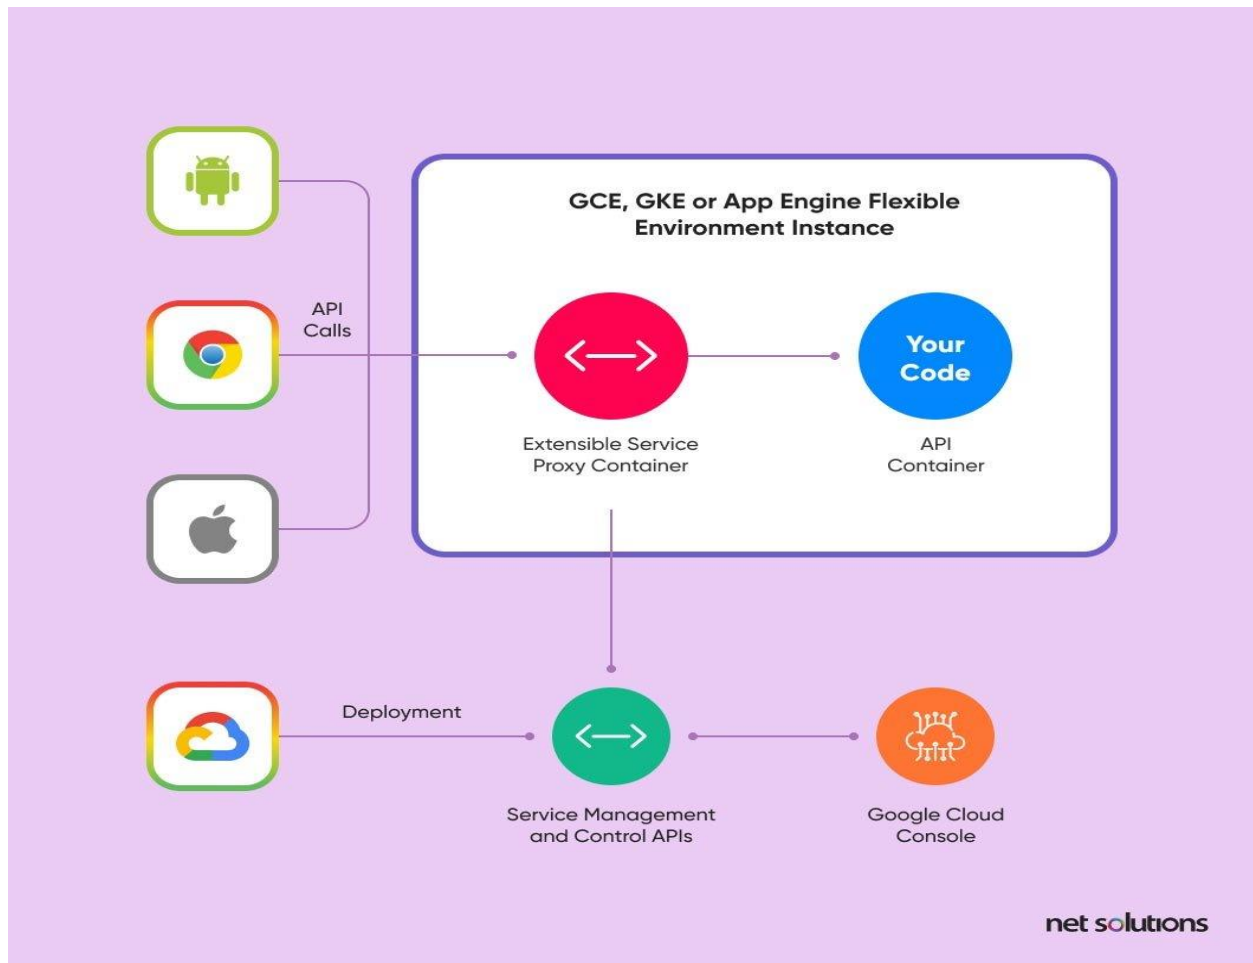 GCE, GKE or App Engine Flexible
Environment Instance
API
Calls
Your
Code
Extensible Service
Proxy Container
API
Container
Deployment
Service Management
and Control APIs
Google Cloud
Console
net solutions